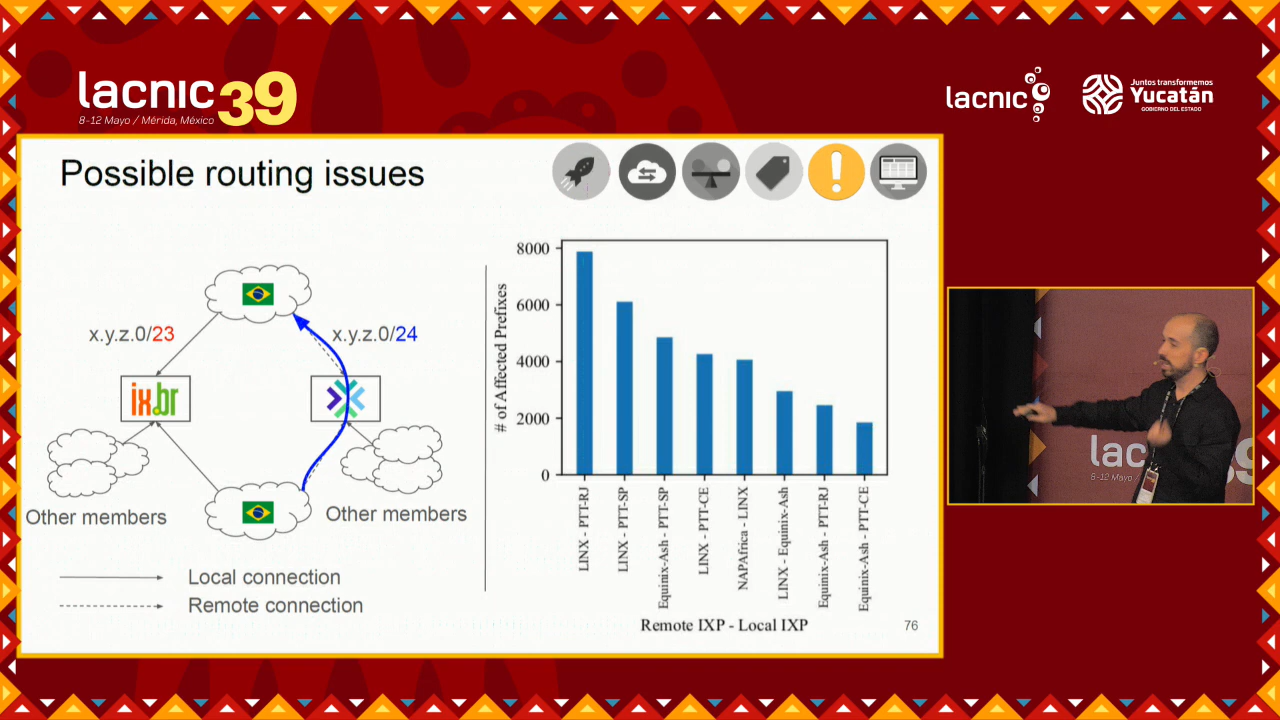 lacnic 39
8-12 Mayo / Mérida, México
lacnic
Juntos transformemos
Yucatán
GOBIERNO DEL ESTADO
Possible routing issues
x.y.z.0/23
x.y.z.0/24
ix.br
Other members
Other members
Local connection
Remote connection
# of Affected Prefixes
8000
6000
4000
2000
0
LINX - PTT-RJ
LINX - PTT-SP
Equinix-Ash - PTT-SP
LINX - PTT-CE
NAPAfrica - LINX
LINX - Equinix-Ash
Equinix-Ash - PTT-RJ
Equinix-Ash - PTT-CE
Remote IXP - Local IXP
76
lac
8-12 Mayo /